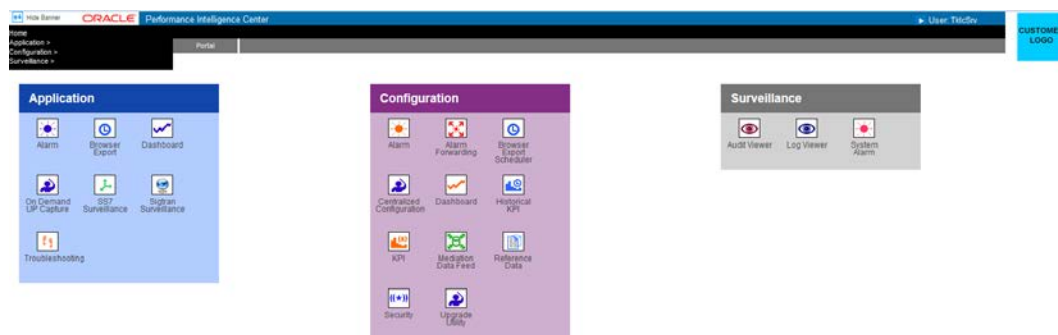 Hide Banner ORACLE Performance Intelligence Center User: TklcSrv
Home
Application >
Configuration >
Surveillance >
Portal
CUSTOME
LOGO
Application
Alarm
Browser
Export
Dashboard
On Demand
UP Capture
SS7
Surveillance
Sigtran
Surveillance
Troubleshooting
Configuration
Alarm
Alarm
Forwarding
Browser
Export
Scheduler
Centralized
Configuration
Dashboard
Historical
KPI
KPI
Mediation
Data Feed
Reference
Data
Security
Upgrade
Utility
Surveillance
Audit Viewer
Log Viewer
System
Alarm